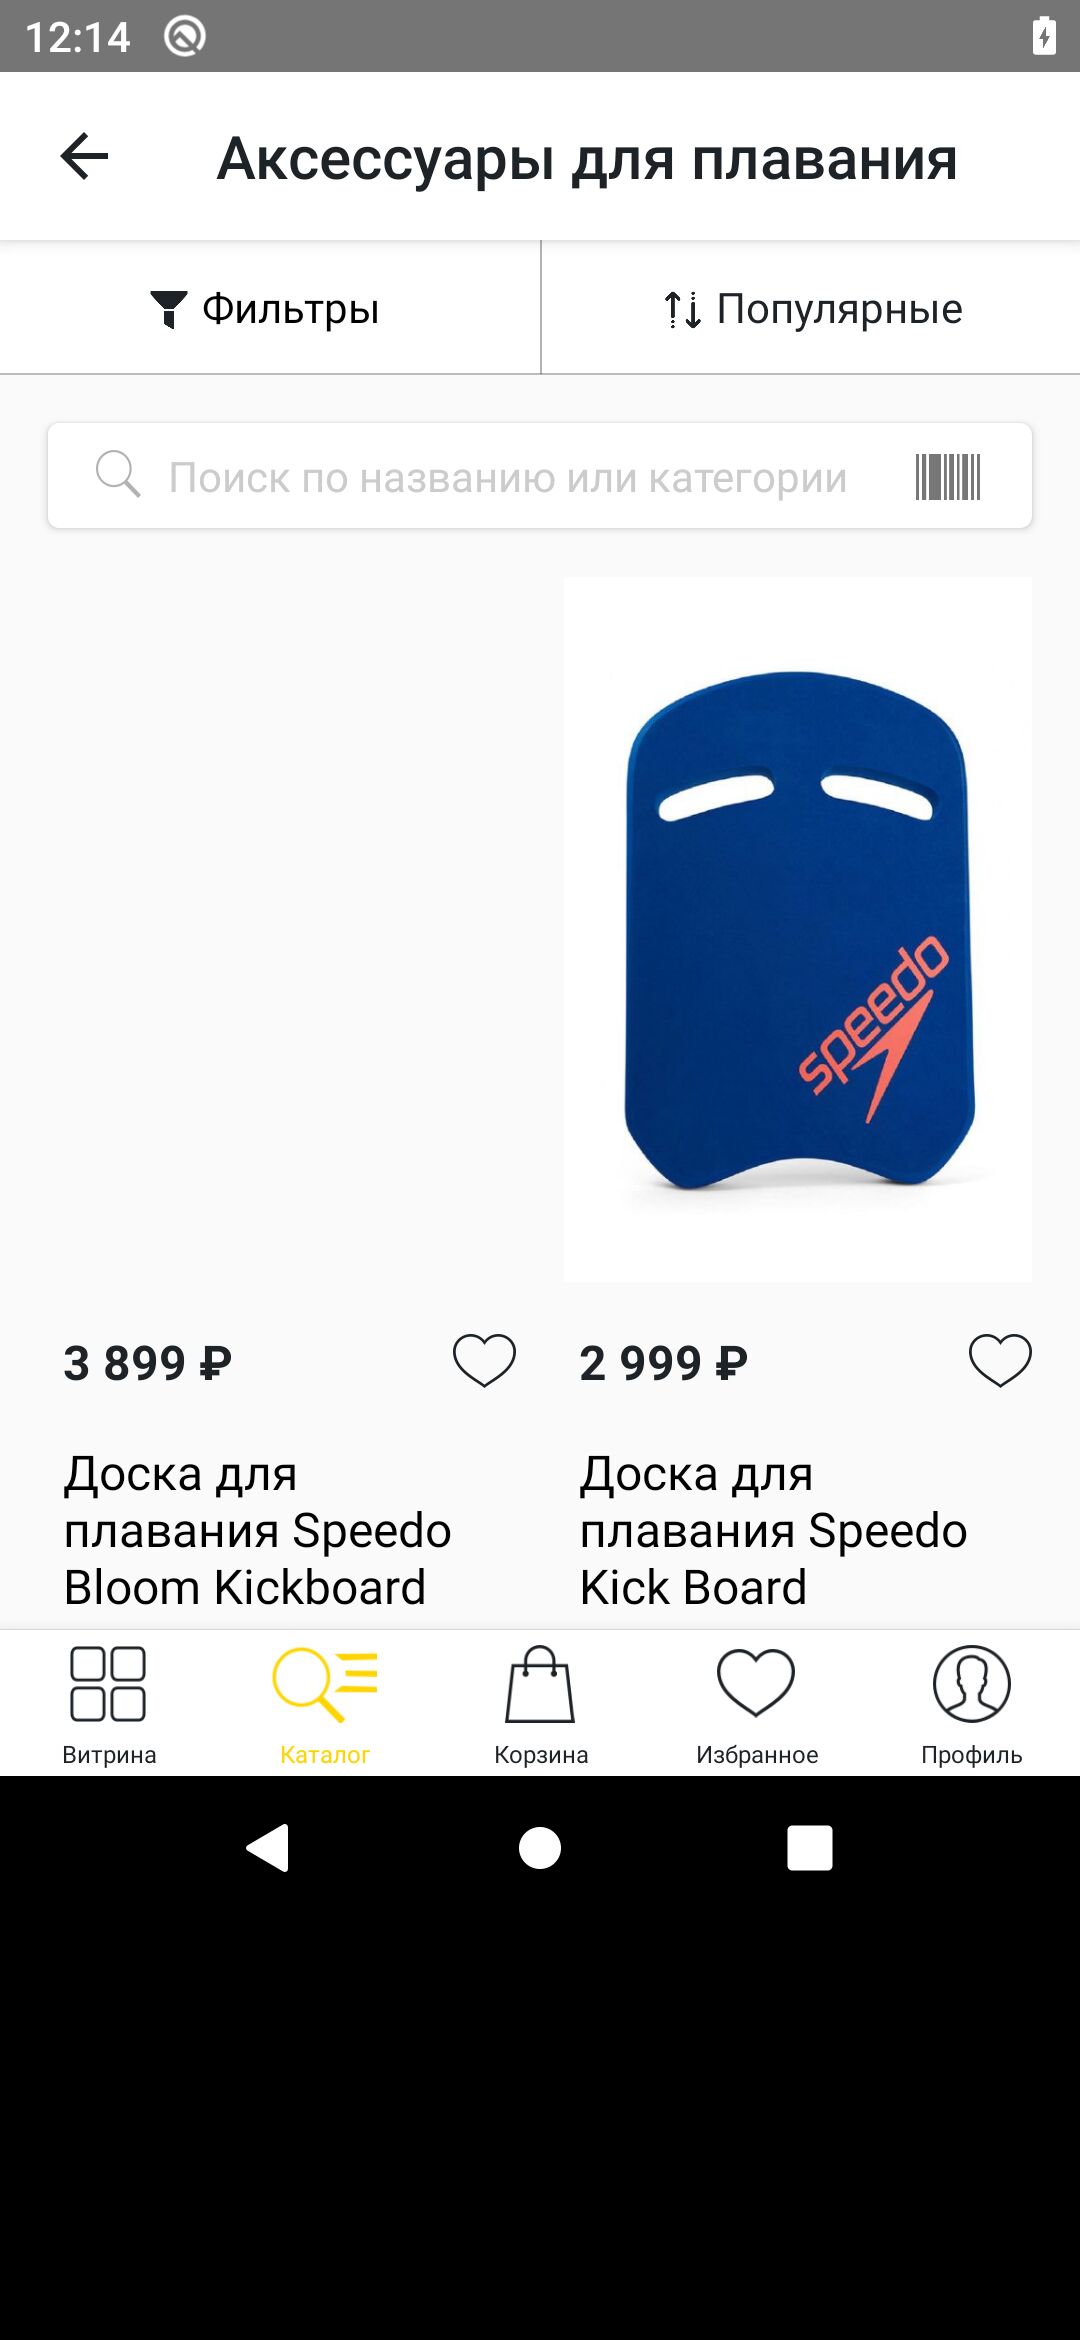 12:14
Аксессуары для плавания
Фильтры
Популярные
Поиск по названию или категории
speedo
3 899 ₽
2 999 ₽
Доска для
плавания Speedo
Bloom Kickboard
Доска для
плавания Speedo
Kick Board
Витрина
Каталог
Корзина
Избранное
Профиль